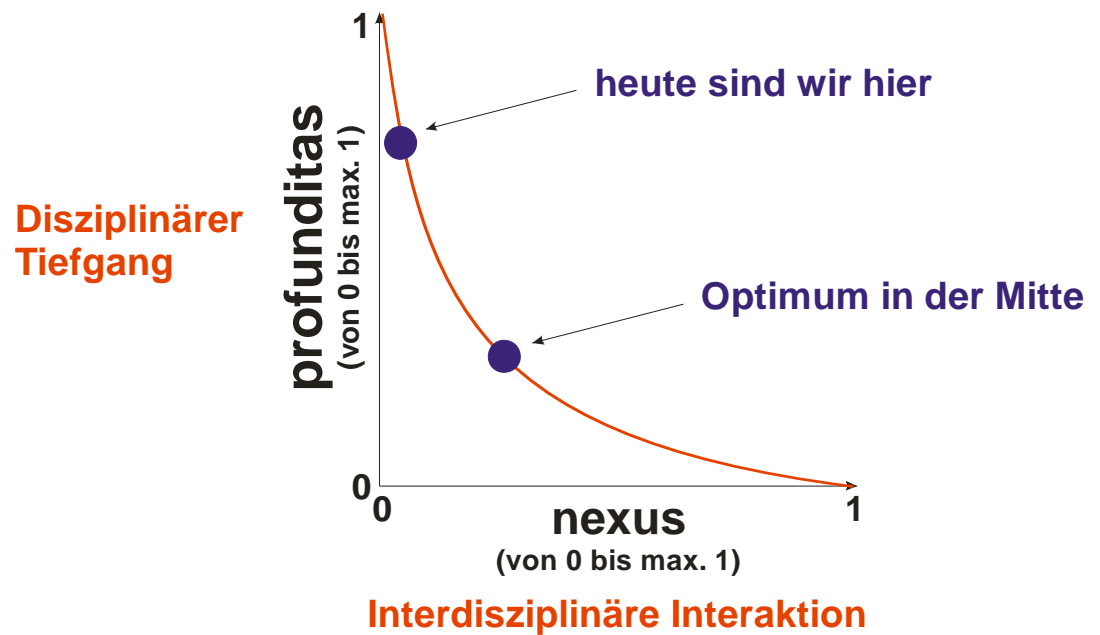 1
heute sind wir hier
profunditas
(von 0 bis max. 1)
Disziplinärer
Tiefgang
Optimum in der Mitte
0
0
1
nexus
(von 0 bis max. 1)
Interdisziplinäre Interaktion